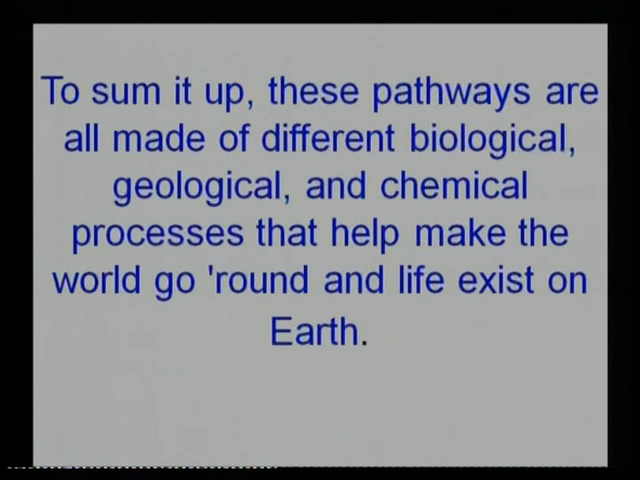 To sum it up, these pathways are
all made of different biological,
geological, and chemical
processes that help make the
world go 'round and life exist on
Earth.